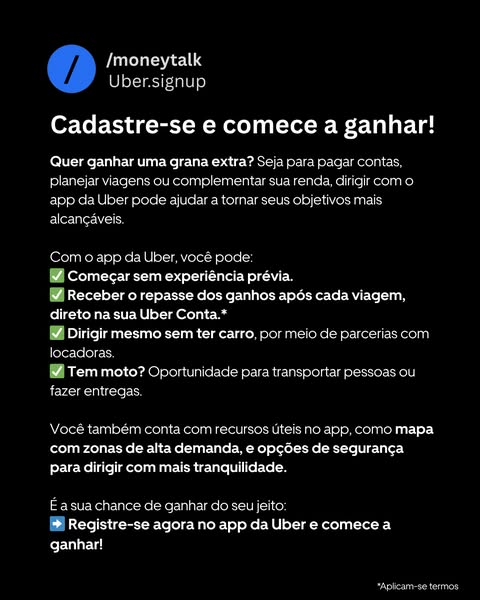 /
/moneytalk
Uber.signup
Cadastre-se e comece a ganhar!
Quer ganhar uma grana extra? Seja para pagar contas,
planejar viagens ou complementar sua renda, dirigir com o
app da Uber pode ajudar a tornar seus objetivos mais
alcançáveis.
Com o app da Uber, você pode:
✅ Começar sem experiência prévia.
✅ Receber o repasse dos ganhos após cada viagem,
direto na sua Uber Conta.*
✅ Dirigir mesmo sem ter carro, por meio de parcerias com
locadoras.
✅ Tem moto? Oportunidade para transportar pessoas ou
fazer entregas.
Você também conta com recursos úteis no app, como mapa
com zonas de alta demanda, e opções de segurança
para dirigir com mais tranquilidade.
É a sua chance de ganhar do seu jeito:
➡️ Registre-se agora no app da Uber e comece a
ganhar!
*Aplicam-se termos